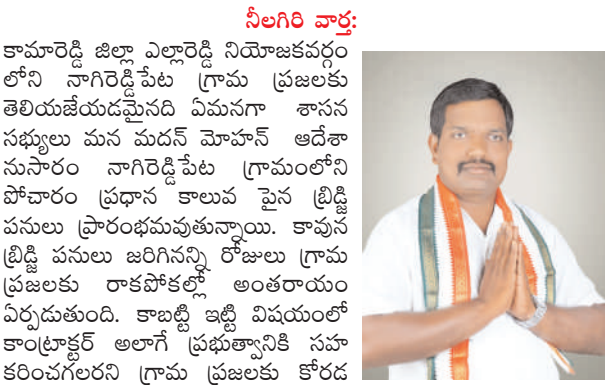 నీలగిరి వార్త:
కామారెడ్డి జిల్లా ఎల్లారెడ్డి నియోజకవర్గం
లోని నాగిరెడ్డిపేట గ్రామ ప్రజలకు
తెలియజేయడమైనది ఏమనగా శాసన
సభ్యులు మన మదన్ మోహన్ ఆదేశా
నుసారం నాగిరెడ్డిపేట గ్రామంలోని
పోచారం ప్రధాన కాలువ పైన బ్రిడ్జి
పనులు ప్రారంభమవుతున్నాయి. కావున
బ్రిడ్జి పనులు జరిగినన్ని రోజులు గ్రామ
ప్రజలకు రాకపోకల్లో అంతరాయం
ఏర్పడుతుంది. కాబట్టి ఇట్టి విషయంలో
కాంట్రాక్టర్ అలాగే ప్రభుత్వానికి సహ
కరించగలరని గ్రామ ప్రజలకు కోరడ